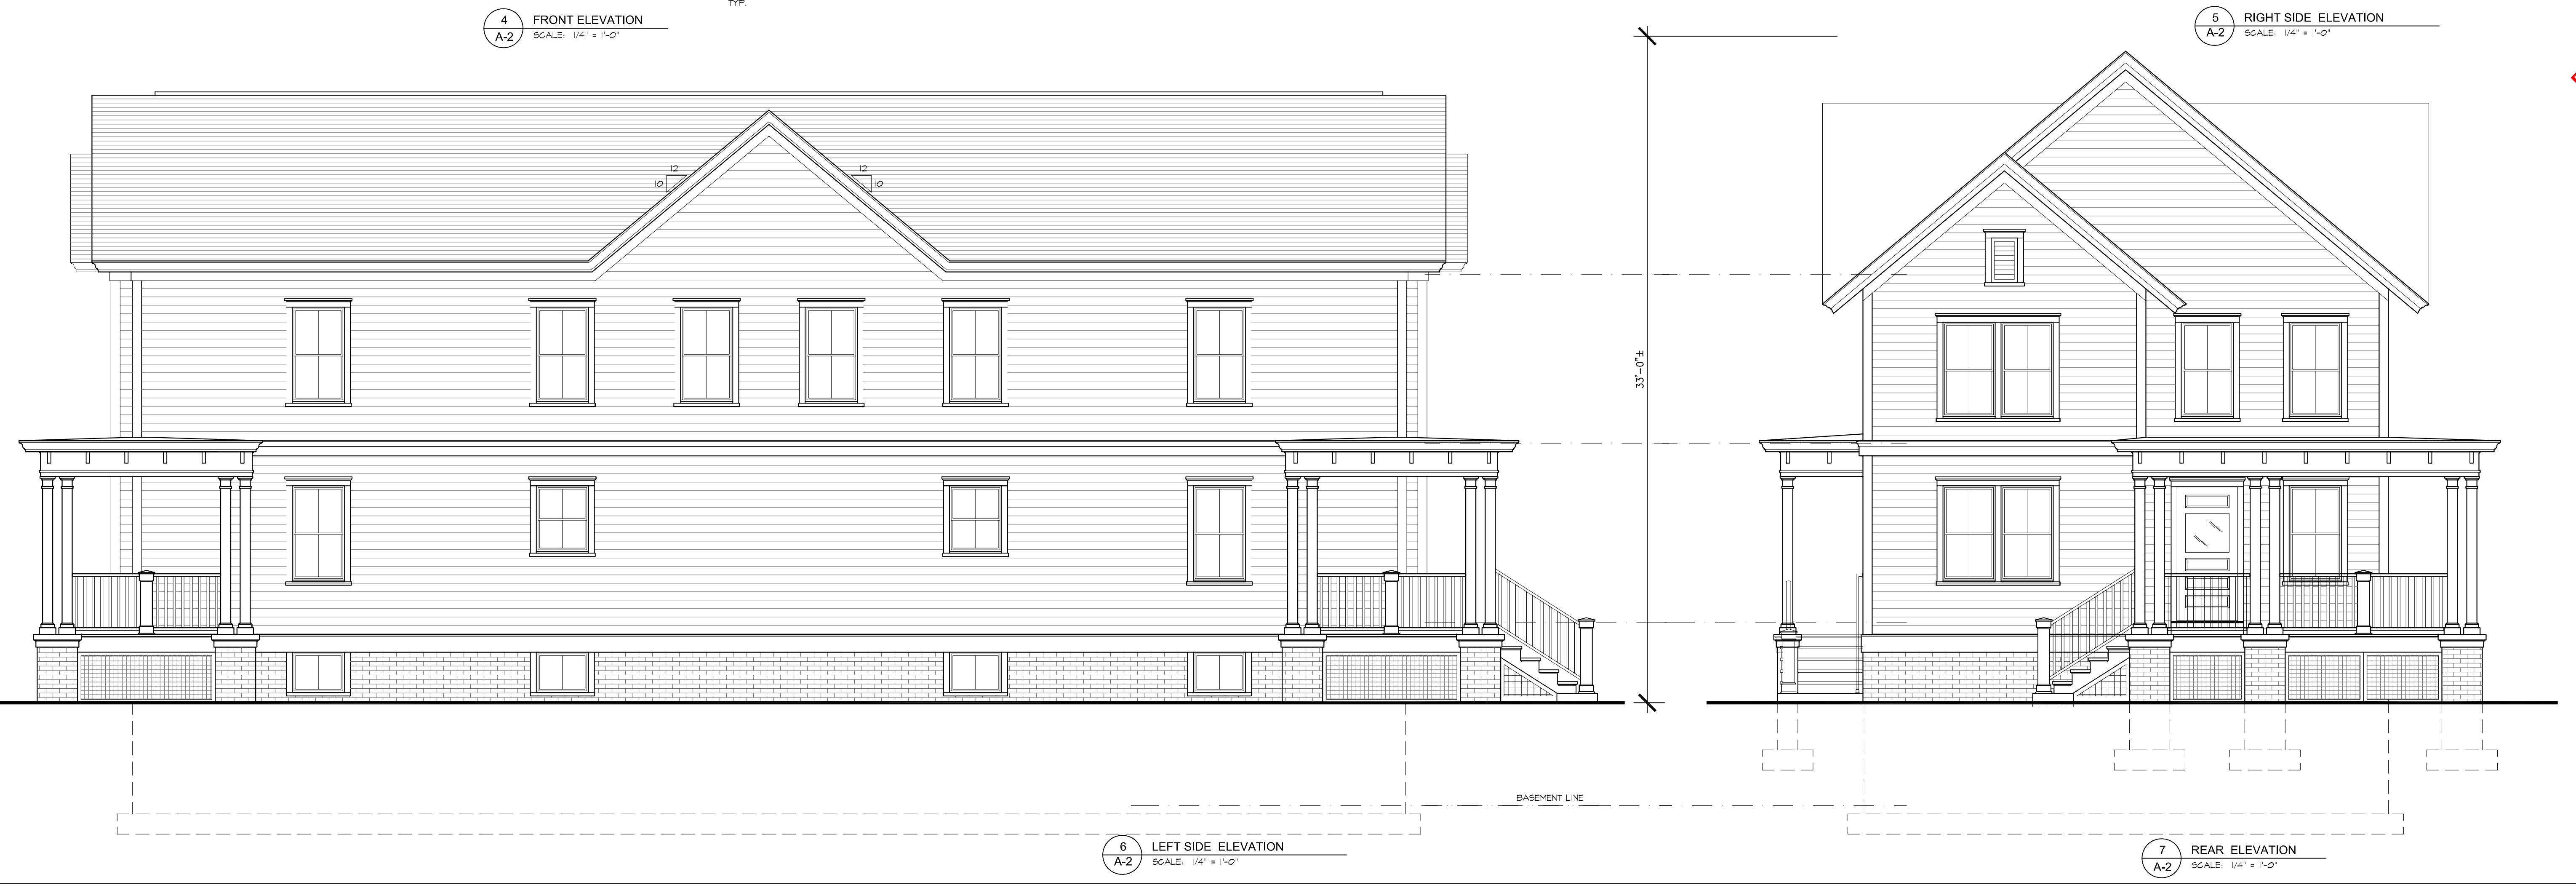 TYP.
4
A-2
FRONT ELEVATION
SCALE: 1/4" = 1'-0"
5
A-2
RIGHT SIDE ELEVATION
SCALE: 1/4" = 1'-0"
12
10
12
10
33'-0"±
BASEMENT LINE
6
A-2
LEFT SIDE ELEVATION
SCALE: 1/4" = 1'-0"
7
A-2
REAR ELEVATION
SCALE: 1/4" = 1'-0"